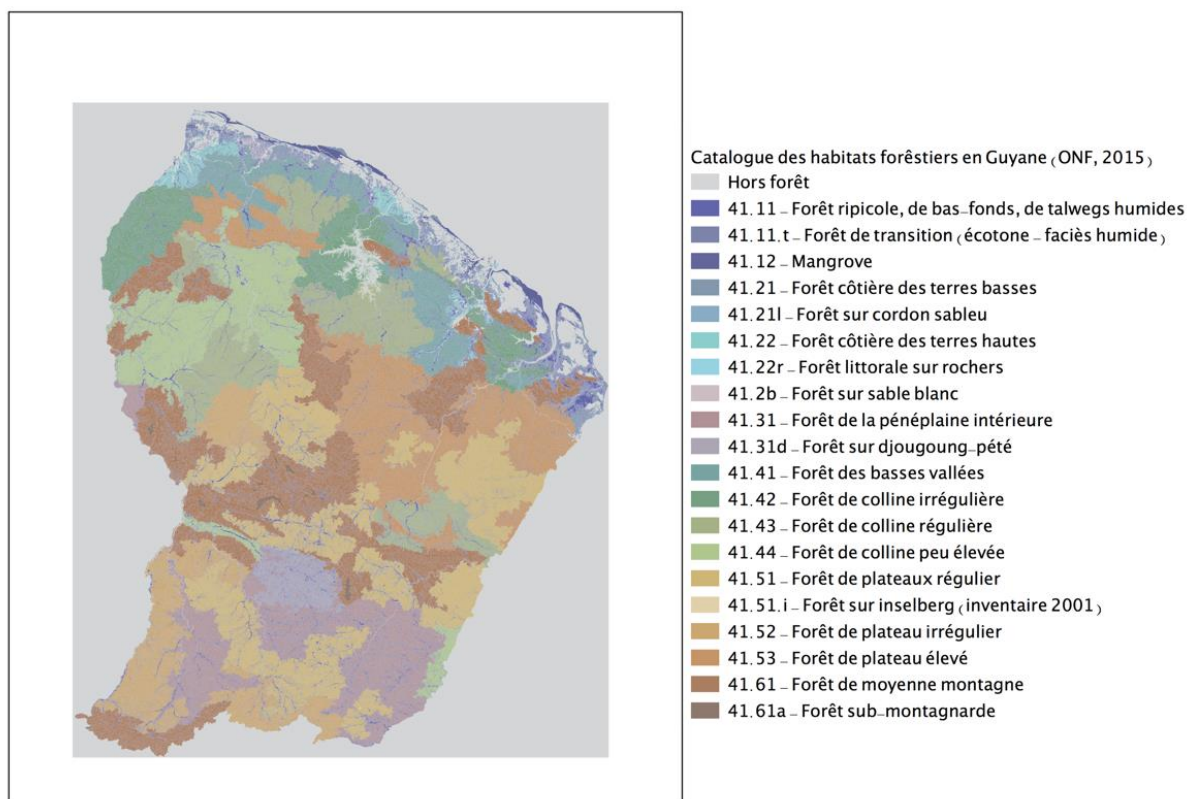 Catalogue des habitats forêstiers en Guyane (ONF, 2015)
Hors forêt
41.11 – Forêt ripicole, de bas–fonds, de talwegs humides
41.11.t – Forêt de transition (écotone – faciès humide)
41.12 – Mangrove
41.21 – Forêt côtière des terres basses
41.21l – Forêt sur cordon sableu
41.22 – Forêt côtière des terres hautes
41.22r – Forêt littorale sur rochers
41.2b – Forêt sur sable blanc
41.31 – Forêt de la pénéplaine intérieure
41.31d – Forêt sur djougoung–pété
41.41 – Forêt des basses vallées
41.42 – Forêt de colline irrégulière
41.43 – Forêt de colline régulière
41.44 – Forêt de colline peu élevée
41.51 – Forêt de plateaux régulier
41.51.i – Forêt sur inselberg (inventaire 2001)
41.52 – Forêt de plateau irrégulier
41.53 – Forêt de plateau élevé
41.61 – Forêt de moyenne montagne
41.61a – Forêt sub–montagnarde